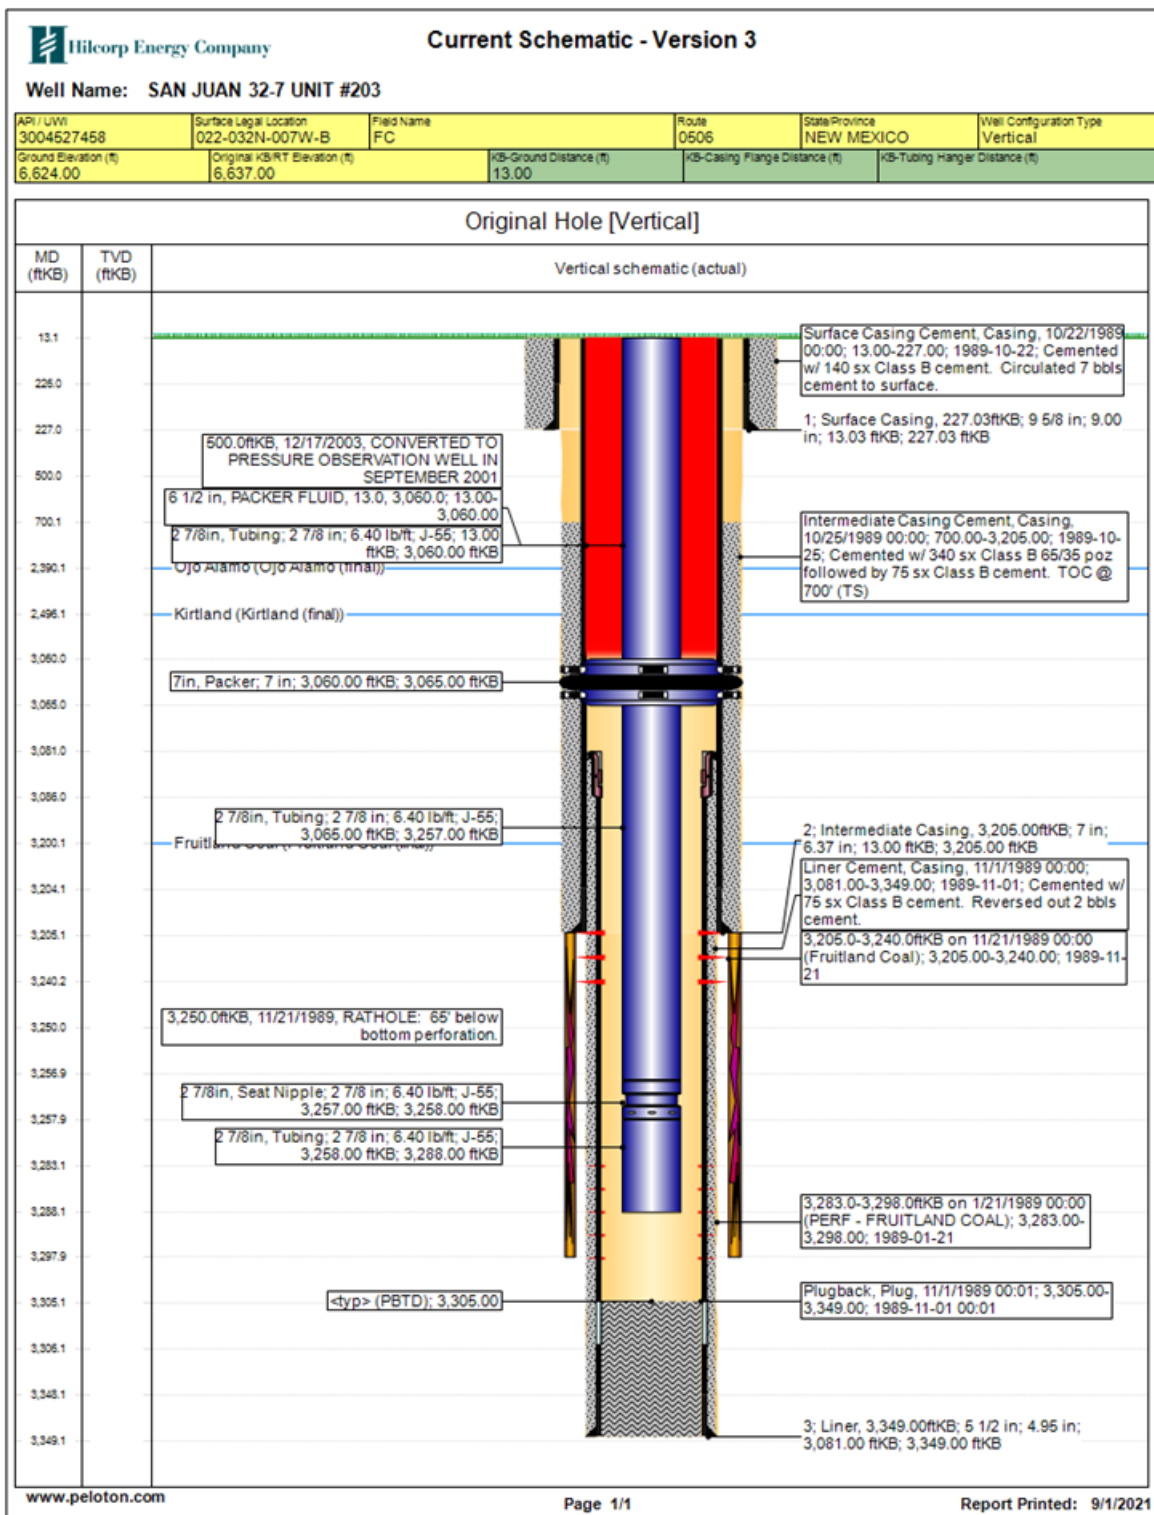 Hilcorp Energy Company
Current Schematic - Version 3
Well Name: SAN JUAN 32-7 UNIT #203
API / UWI
3004527458
Surface Legal Location
022-032N-007W-B
Field Name
FC
Route
0506
State/Province
NEW MEXICO
Well Configuration Type
Vertical
Ground Elevation (ft)
6,624.00
Original KB/RT Elevation (ft)
6,637.00
KB-Ground Distance (ft)
13.00
KB-Casing Flange Distance (ft)
KB-Tubing Hanger Distance (ft)
Original Hole [Vertical]
MD
(ftKB)
TVD
(ftKB)
Vertical schematic (actual)
13.1
226.0
227.0
500.0
700.1
2,390.1
2,496.1
3,060.0
3,065.0
3,081.0
3,086.0
3,200.1
3,204.1
3,205.1
3,240.2
3,250.0
3,256.9
3,257.9
3,283.1
3,288.1
3,297.9
3,305.1
3,306.1
3,348.1
3,349.1
500.0ftKB, 12/17/2003, CONVERTED TO
PRESSURE OBSERVATION WELL IN
SEPTEMBER 2001
6 1/2 in, PACKER FLUID, 13.0, 3,060.0; 13.00-
3,060.00
2 7/8in, Tubing; 2 7/8 in; 6.40 lb/ft; J-55; 13.00
ftKB; 3,060.00 ftKB
Ojo Alamo (Ojo Alamo (final))
Kirtland (Kirtland (final))
7in, Packer; 7 in; 3,060.00 ftKB; 3,065.00 ftKB
2 7/8in, Tubing; 2 7/8 in; 6.40 lb/ft; J-55;
3,065.00 ftKB; 3,257.00 ftKB
Fruitland Coal (Fruitland Coal (final))
3,250.0ftKB, 11/21/1989, RATHOLE: 65' below
bottom perforation.
2 7/8in, Seat Nipple; 2 7/8 in; 6.40 lb/ft; J-55;
3,257.00 ftKB; 3,258.00 ftKB
2 7/8in, Tubing; 2 7/8 in; 6.40 lb/ft; J-55;
3,258.00 ftKB; 3,288.00 ftKB
<typ> (PBTD); 3,305.00
Surface Casing Cement, Casing, 10/22/1989
00:00; 13.00-227.00; 1989-10-22; Cemented
w/ 140 sx Class B cement. Circulated 7 bbls
cement to surface.
1; Surface Casing, 227.03ftKB; 9 5/8 in; 9.00
in; 13.03 ftKB; 227.03 ftKB
Intermediate Casing Cement, Casing,
10/25/1989 00:00; 700.00-3,205.00; 1989-10-
25; Cemented w/ 340 sx Class B 65/35 poz
followed by 75 sx Class B cement. TOC @
700' (TS)
2; Intermediate Casing, 3,205.00ftKB; 7 in;
6.37 in; 13.00 ftKB; 3,205.00 ftKB
Liner Cement, Casing, 11/1/1989 00:00;
3,081.00-3,349.00; 1989-11-01; Cemented w/
75 sx Class B cement. Reversed out 2 bbls
cement.
3,205.0-3,240.0ftKB on 11/21/1989 00:00
(Fruitland Coal); 3,205.00-3,240.00; 1989-11-
21
3,283.0-3,298.0ftKB on 1/21/1989 00:00
(PERF - FRUITLAND COAL); 3,283.00-
3,298.00; 1989-01-21
Plugback, Plug, 11/1/1989 00:01; 3,305.00-
3,349.00; 1989-11-01 00:01
3; Liner, 3,349.00ftKB; 5 1/2 in; 4.95 in;
3,081.00 ftKB; 3,349.00 ftKB
www.peloton.com
Page 1/1
Report Printed: 9/1/2021